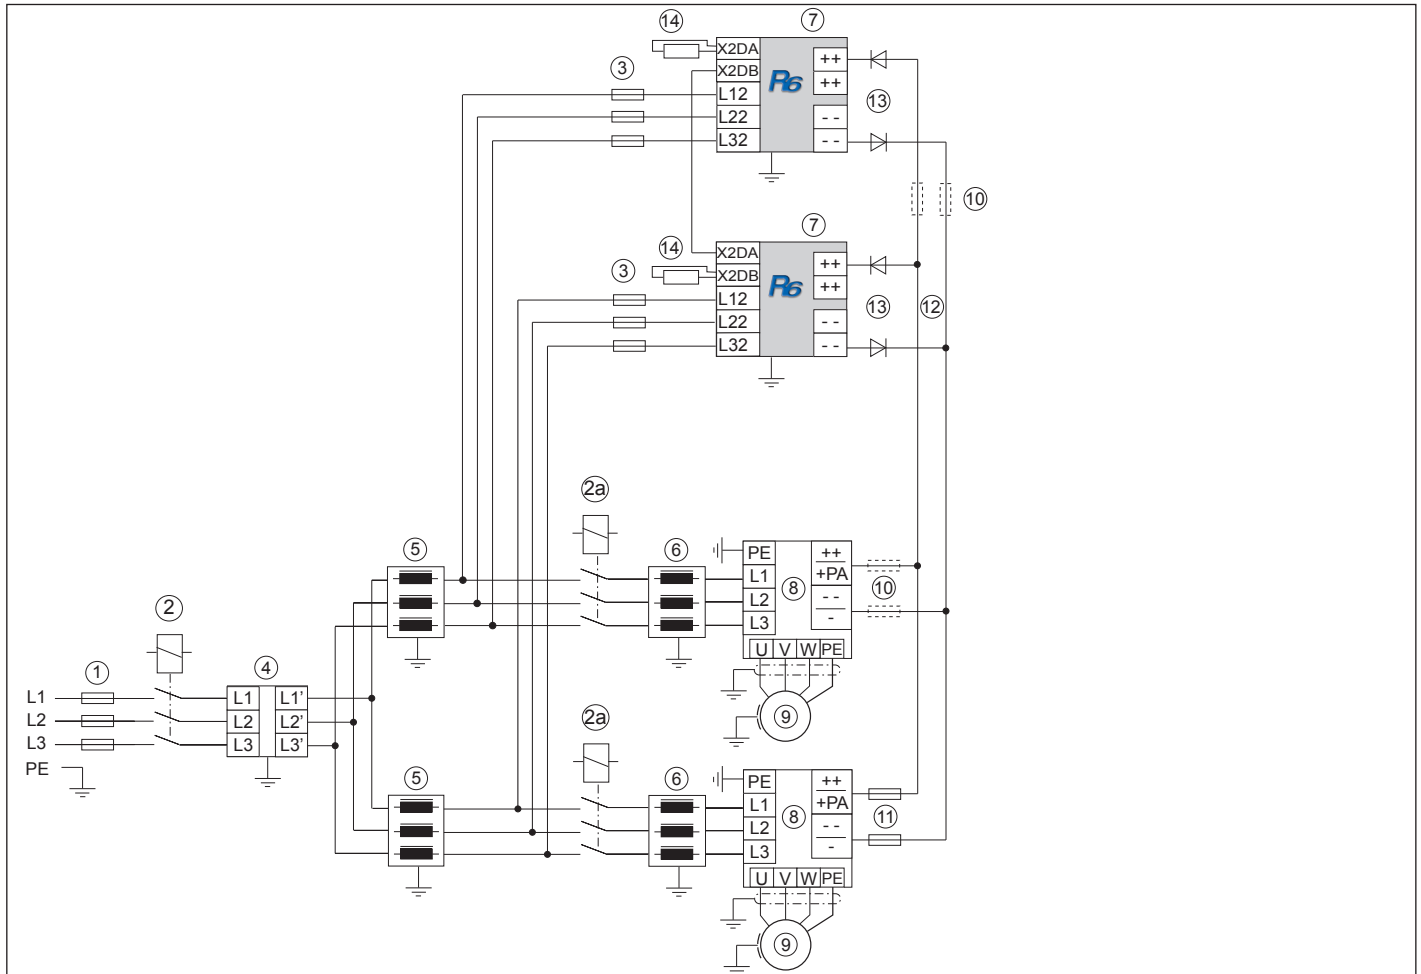 14 7
X2DA ++
3 X2DB R6 ++
L12 13
L22 - -
L32 - -
10
7
14 X2DA ++
3 X2DB R6 ++
L12 13 12
L22 - -
L32 - -
2a
5 6 PE ++
L1 +PA
L2 8 - - 10
L3 -
2
U V W PE
1 4
L1 L1 L1' 9
L2 L2 L2' 2a
L3 L3 L3'
PE
5 6 PE ++
L1 +PA
L2 8 - - 11
L3 -
U V W PE
9